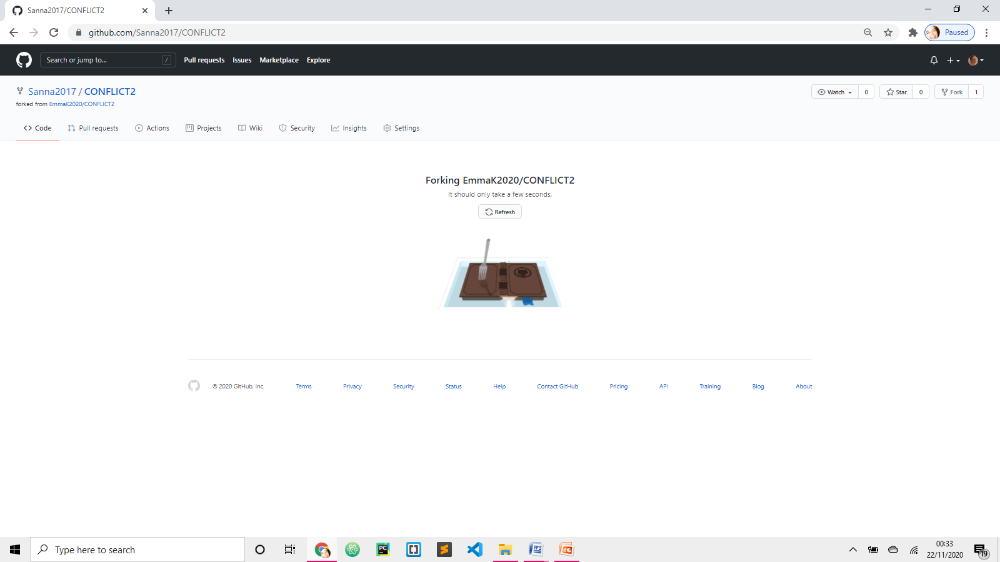 Sanna2017/CONFLICT2
github.com/Sanna2017/CONFLICT2
Paused
Search or jump to... /
Pull requests Issues Marketplace Explore
Sanna2017 / CONFLICT2
forked from EmmaK2020/CONFLICT2
Watch 0 Star 0 Fork 1
Code Pull requests Actions Projects Wiki Security Insights Settings
Forking EmmaK2020/CONFLICT2
It should only take a few seconds.
Refresh
© 2020 GitHub, Inc. Terms Privacy Security Status Help Contact GitHub Pricing API Training Blog About
Type here to search
PC
WE
PC
00:33
22/11/2020
19